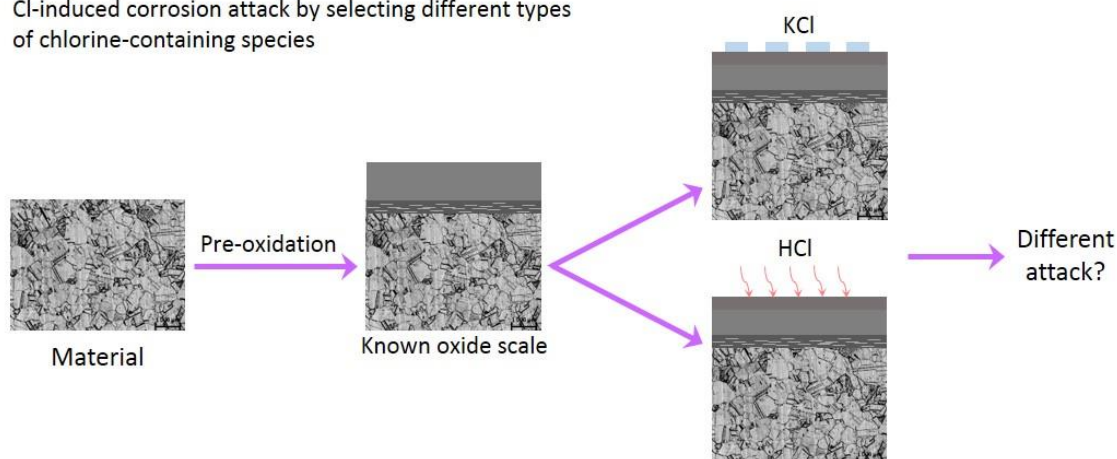 Cl-induced corrosion attack by selecting different types
of chlorine-containing species
KCl
Pre-oxidation
HCl
Different
attack?
Material
Known oxide scale